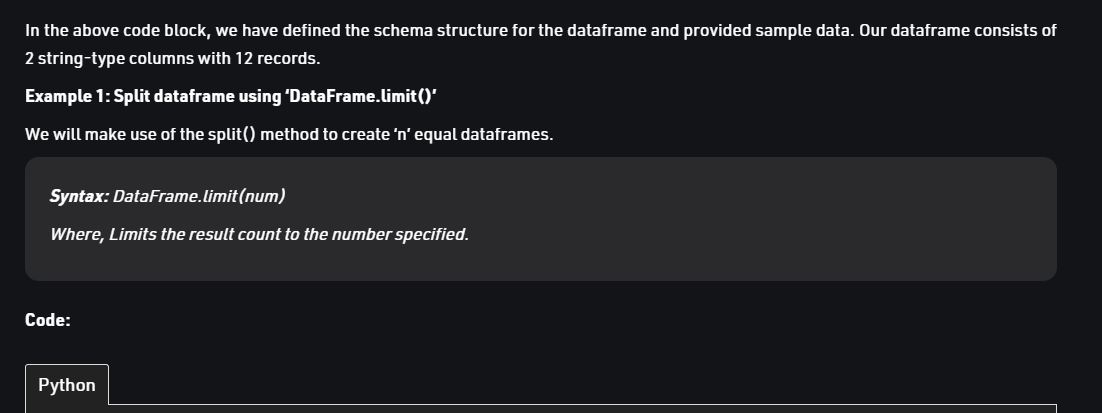 In the above code block, we have defined the schema structure for the dataframe and provided sample data. Our dataframe consists of
2 string-type columns with 12 records.
Example 1: Split dataframe using ‘DataFrame.limit()’
We will make use of the split() method to create ‘n’ equal dataframes.
Syntax: DataFrame.limit(num)
Where, Limits the result count to the number specified.
Code:
Python